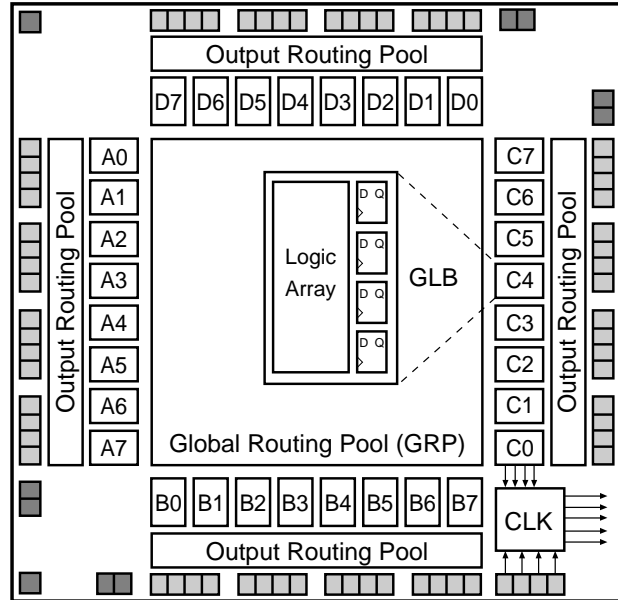 Output Routing Pool
D7 D6 D5 D4 D3 D2 D1 D0
Output Routing Pool
A0
A1
A2
A3
A4
A5
A6
A7
Logic
Array
D Q
D Q
D Q
D Q
GLB
Global Routing Pool (GRP)
C7
C6
C5
C4
C3
C2
C1
C0
Output Routing Pool
B0 B1 B2 B3 B4 B5 B6 B7
Output Routing Pool
CLK